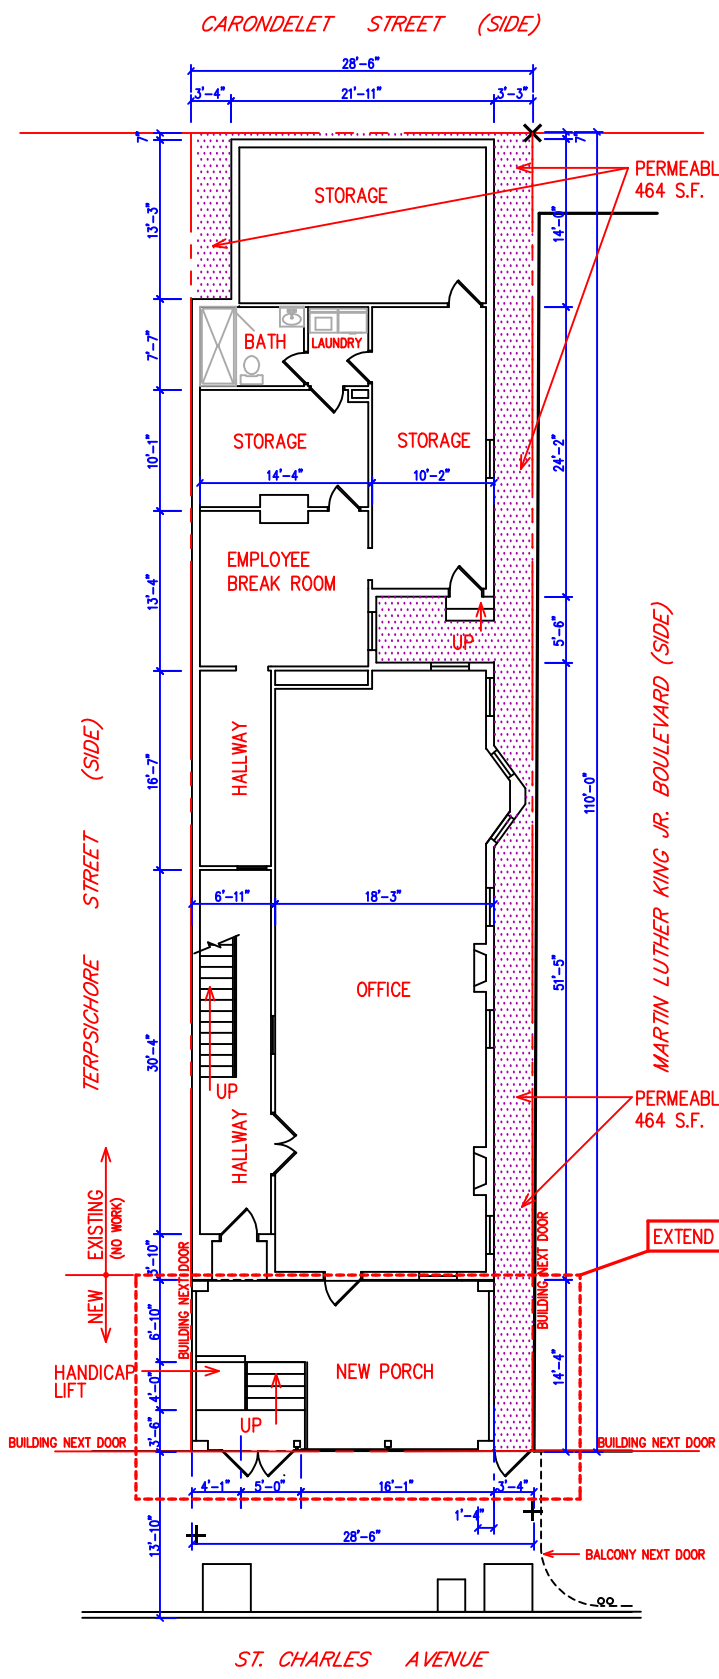 CARONDELET STREET (SIDE)
28'-6"
3'-4"
21'-11"
3'-3"
7"
7"
PERMEABL
464 S.F.
STORAGE
13'-3"
14'-0"
BATH
LAUNDRY
7'-7"
STORAGE
STORAGE
10'-1"
24'-2"
14'-4"
10'-2"
EMPLOYEE
BREAK ROOM
13'-4"
5'-6"
UP
MARTIN LUTHER KING JR. BOULEVARD (SIDE)
TERPSICHORE STREET (SIDE)
HALLWAY
16'-7"
110'-0"
6'-11"
18'-3"
OFFICE
51'-5"
30'-4"
UP
HALLWAY
PERMEABL
464 S.F.
EXISTING
(NO WORK)
NEW
3'-10"
BUILDING NEXT DOOR
BUILDING NEXT DOOR
EXTEND
6'-10"
HANDICAP
LIFT
4'-0"
NEW PORCH
14'-4"
UP
3'-6"
BUILDING NEXT DOOR
BUILDING NEXT DOOR
4'-1"
5'-0"
16'-1"
3'-4"
1'-4"
13'-10"
28'-6"
BALCONY NEXT DOOR
ST. CHARLES AVENUE